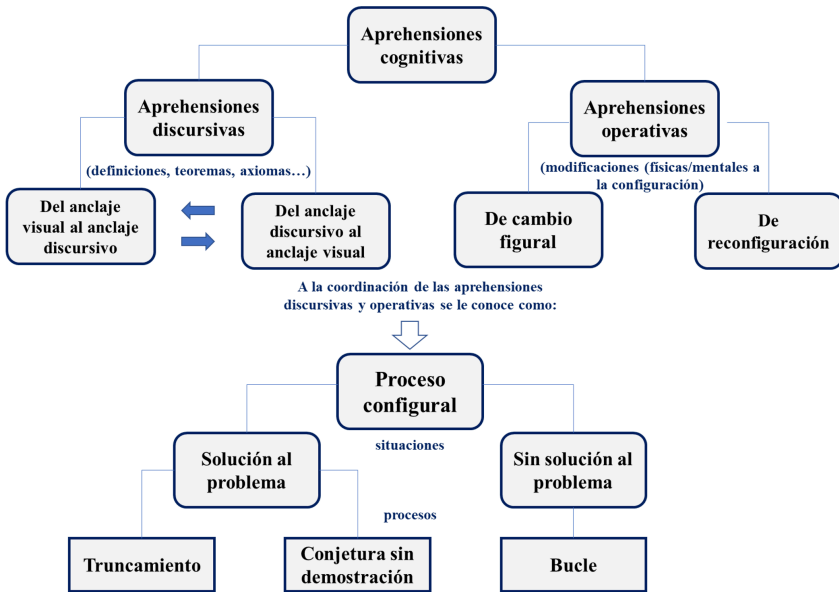 Aprehensiones
cognitivas
Aprehensiones
discursivas
Aprehensiones
operativas
(definiciones, teoremas, axiomas…)
(modificaciones (físicas/mentales a
la configuración)
Del anclaje
visual al anclaje
discursivo
Del anclaje
discursivo al
anclaje visual
De cambio
figural
De
reconfiguración
A la coordinación de las aprehensiones
discursivas y operativas se le conoce como:
Proceso
configural
situaciones
Solución al
problema
Sin solución al
problema
procesos
Truncamiento
Conjetura sin
demostración
Bucle